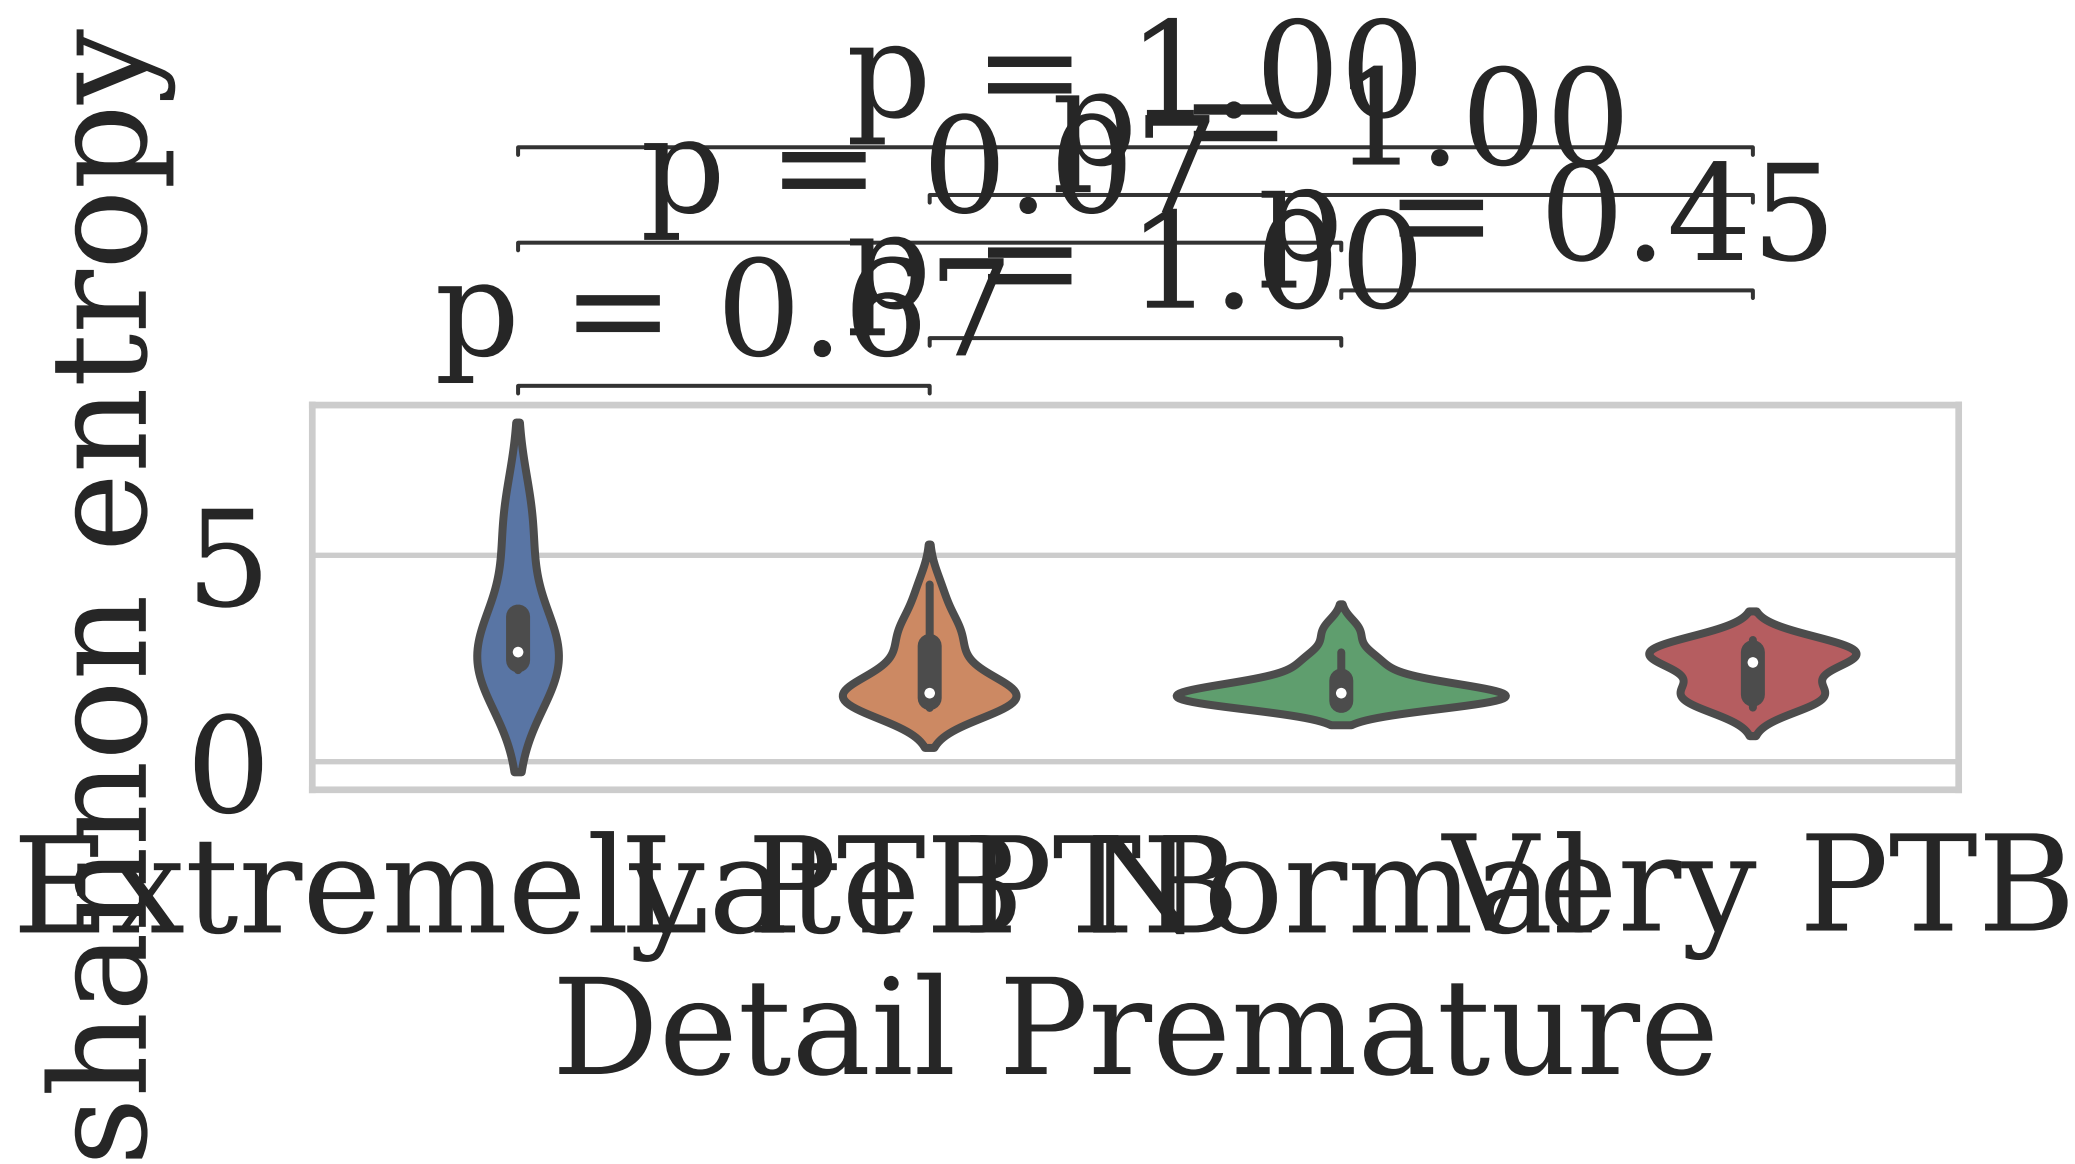 p = 1.00
p = 1.00
p = 0.07
p = 0.45
p = 1.00
p = 0.67
shannon entropy
5
0
Extremely PTB
Late PTB
Normal
Very PTB
Detail Premature